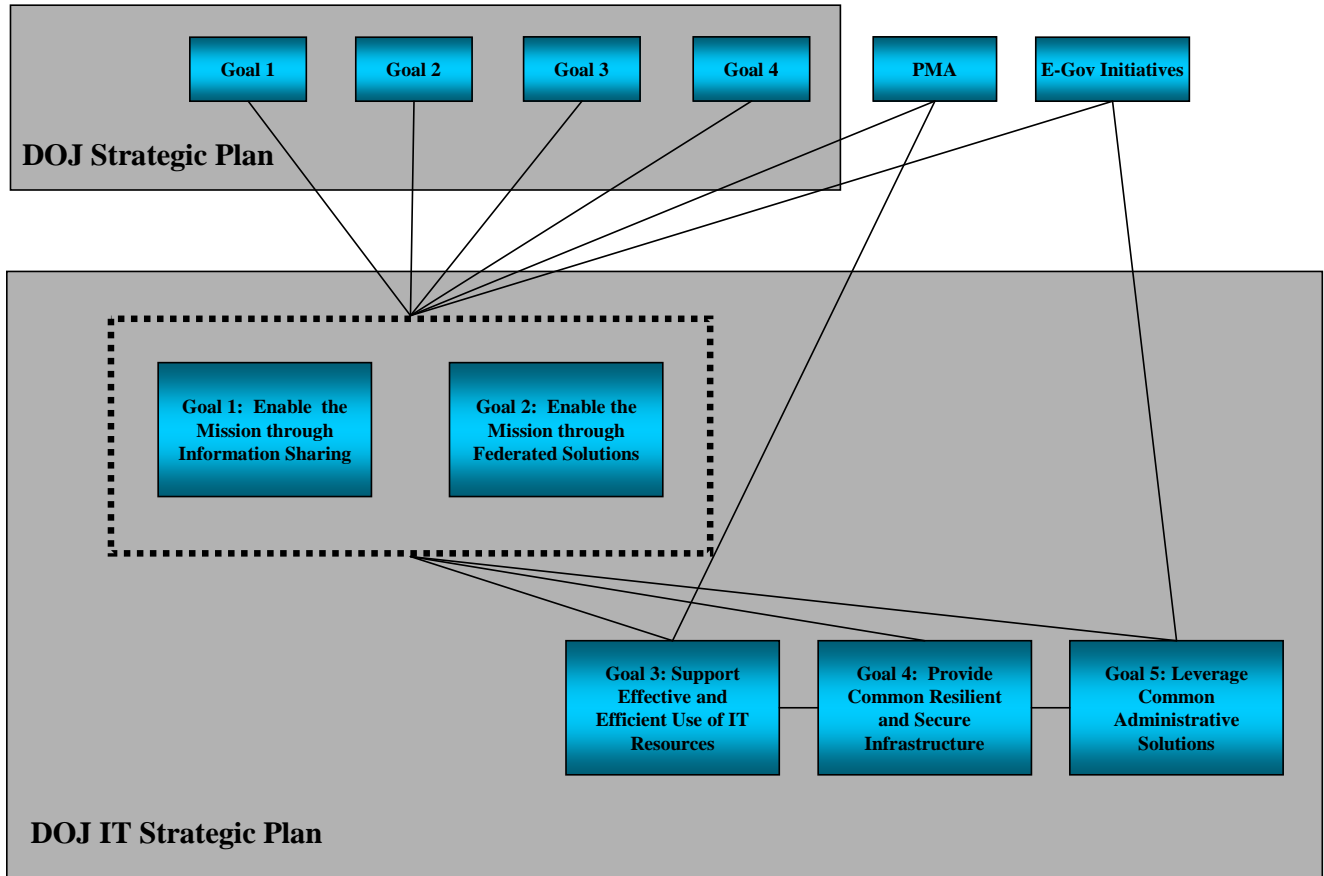 Goal 1
Goal 2
Goal 3
Goal 4
PMA
E-Gov Initiatives
DOJ Strategic Plan
Goal 1:  Enable  the
Mission through
Information Sharing
Goal 2:  Enable the
Mission through
Federated Solutions
Goal 3: Support
Effective and
Efficient Use of IT
Resources
Goal 4:  Provide
Common Resilient
and Secure
Infrastructure
Goal 5: Leverage
Common
Administrative
Solutions
DOJ IT Strategic Plan